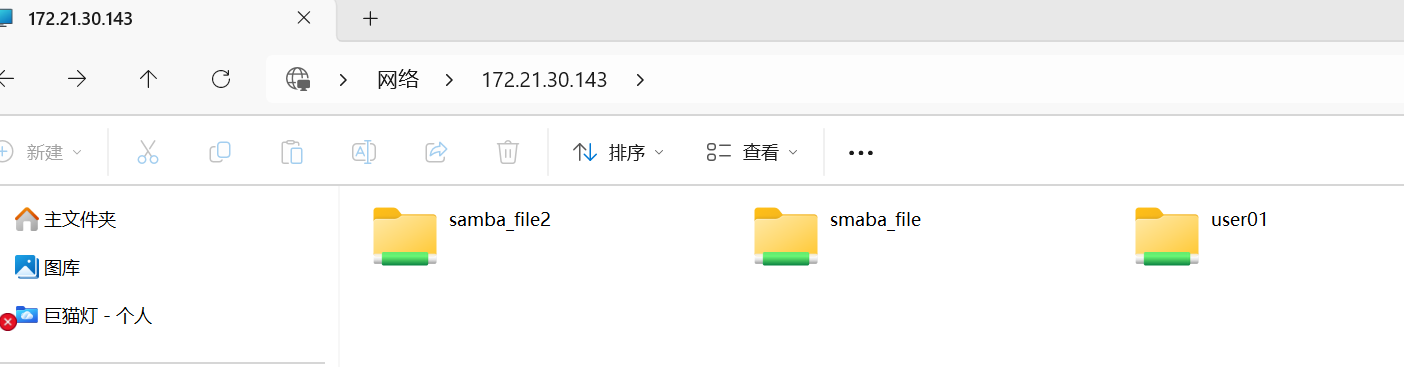 172.21.30.143
网络
172.21.30.143
新建
排序
查看
主文件夹
samba_file2
smaba_file
user01
图库
巨猫灯 - 个人